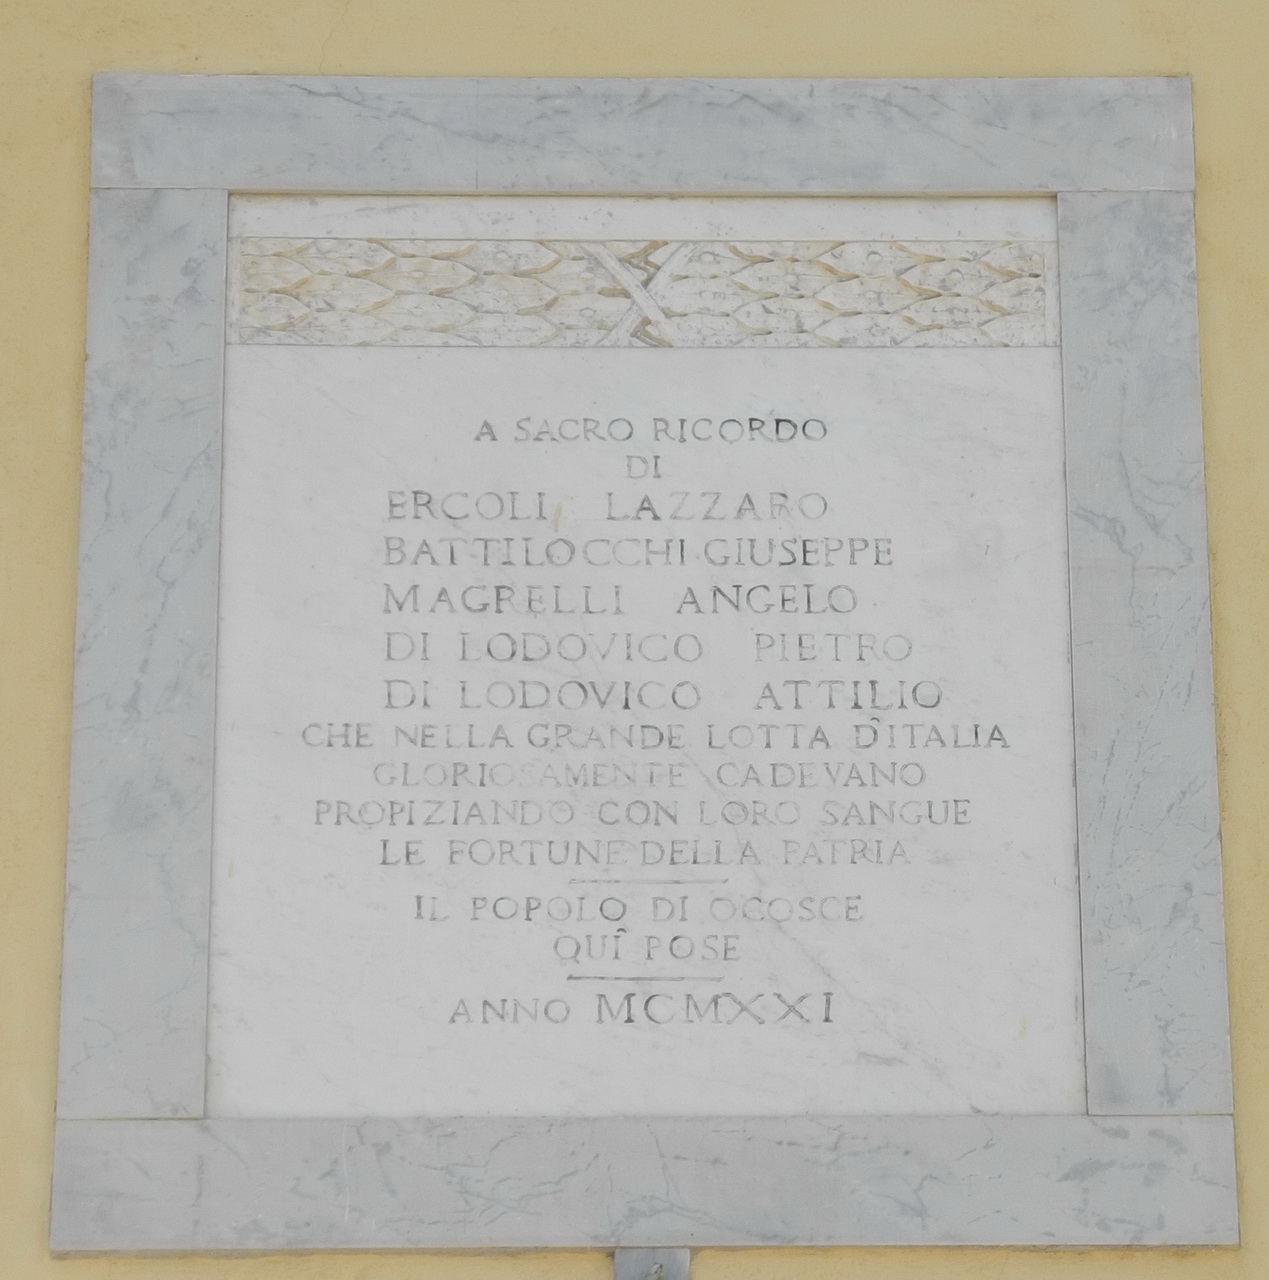 A SACRO RICORDO
DI
ERCOLI LAZZARO
BATTILOCCHI GIUSEPPE
MAGRELLI ANGELO
DI LODOVICO PIETRO
DI LODOVICO ATTILIO
CHE NELLA GRANDE LOTTA D'ITALIA
GLORIOSAMENTE CADEVANO
PROPIZIANDO CON LORO SANGUE
LE FORTUNE DELLA PATRIA
IL POPOLO DI OCOSCE
QUÎ POSE
ANNO MCMXXI